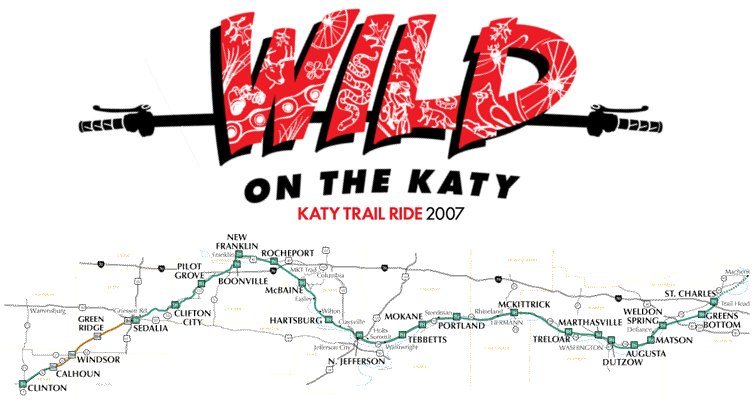 WILD
ON THE KATY
KATY TRAIL RIDE 2007
NEW
FRANKLIN
Franklin
ROCHEPORT
PILOT
GROVE
BOONVILLE
MKT Trail
Columbia
McBAINE
Easley
Wilton
HARTSBURG
Claysville
Warrensburg
GREEN
RIDGE
Griessen Rd.
SEDALIA
CLIFTON
CITY
WINDSOR
CALHOUN
CLINTON
Jefferson City
Holts
Summit
N. JEFFERSON
Wainwright
MOKANE
TEBBETTS
Steedman
PORTLAND
Rhineland
MCKITTRICK
HERMANN
MARTHASVILLE
TRELOAR
WASHINGTON
DUTZOW
AUGUSTA
MATSON
Defiance
WELDON
SPRING
ST. CHARLES
Machens
Trail Head
GREENS
BOTTOM